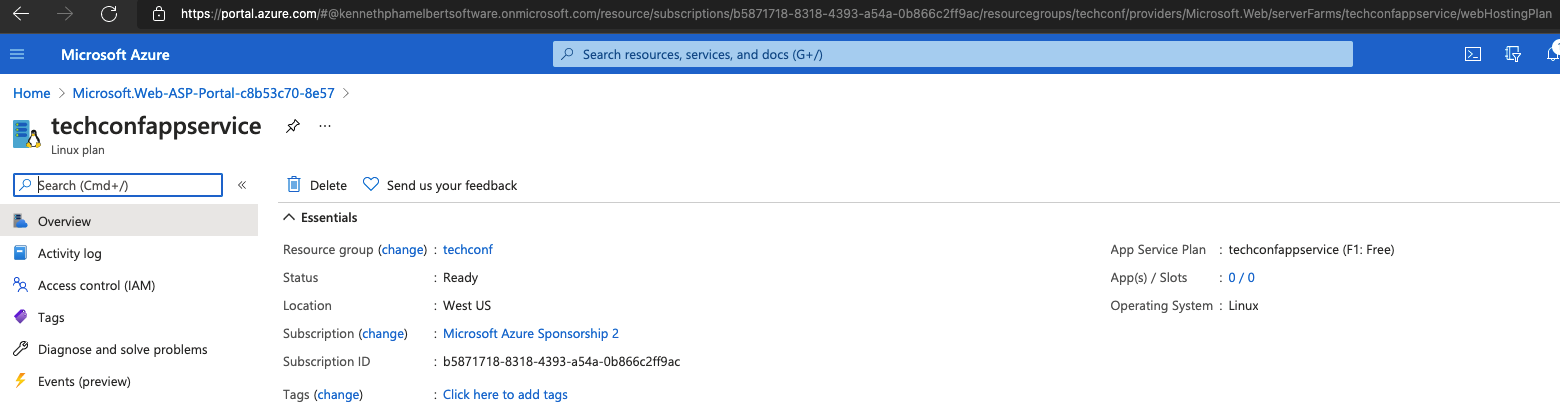 https://portal.azure.com/#@kennethphamelbertsoftware.onmicrosoft.com/resource/subscriptions/b5871718-8318-4393-a54a-0b866c2ff9ac/resourcegroups/techconf/providers/Microsoft.Web/serverFarms/techconfappservice/webHostingPlan
Microsoft Azure
Search resources, services, and docs (G+/)
Home > Microsoft.Web-ASP-Portal-c8b53c70-8e57 >
techconfappservice ...
Linux plan
Search (Cmd+/) «
Delete Send us your feedback
Overview
Activity log
Access control (IAM)
Tags
Diagnose and solve problems
Events (preview)
Essentials
Resource group (change) : techconf
Status : Ready
Location : West US
Subscription (change) : Microsoft Azure Sponsorship 2
Subscription ID : b5871718-8318-4393-a54a-0b866c2ff9ac
Tags (change) : Click here to add tags
App Service Plan : techconfappservice (F1: Free)
App(s) / Slots : 0 / 0
Operating System : Linux